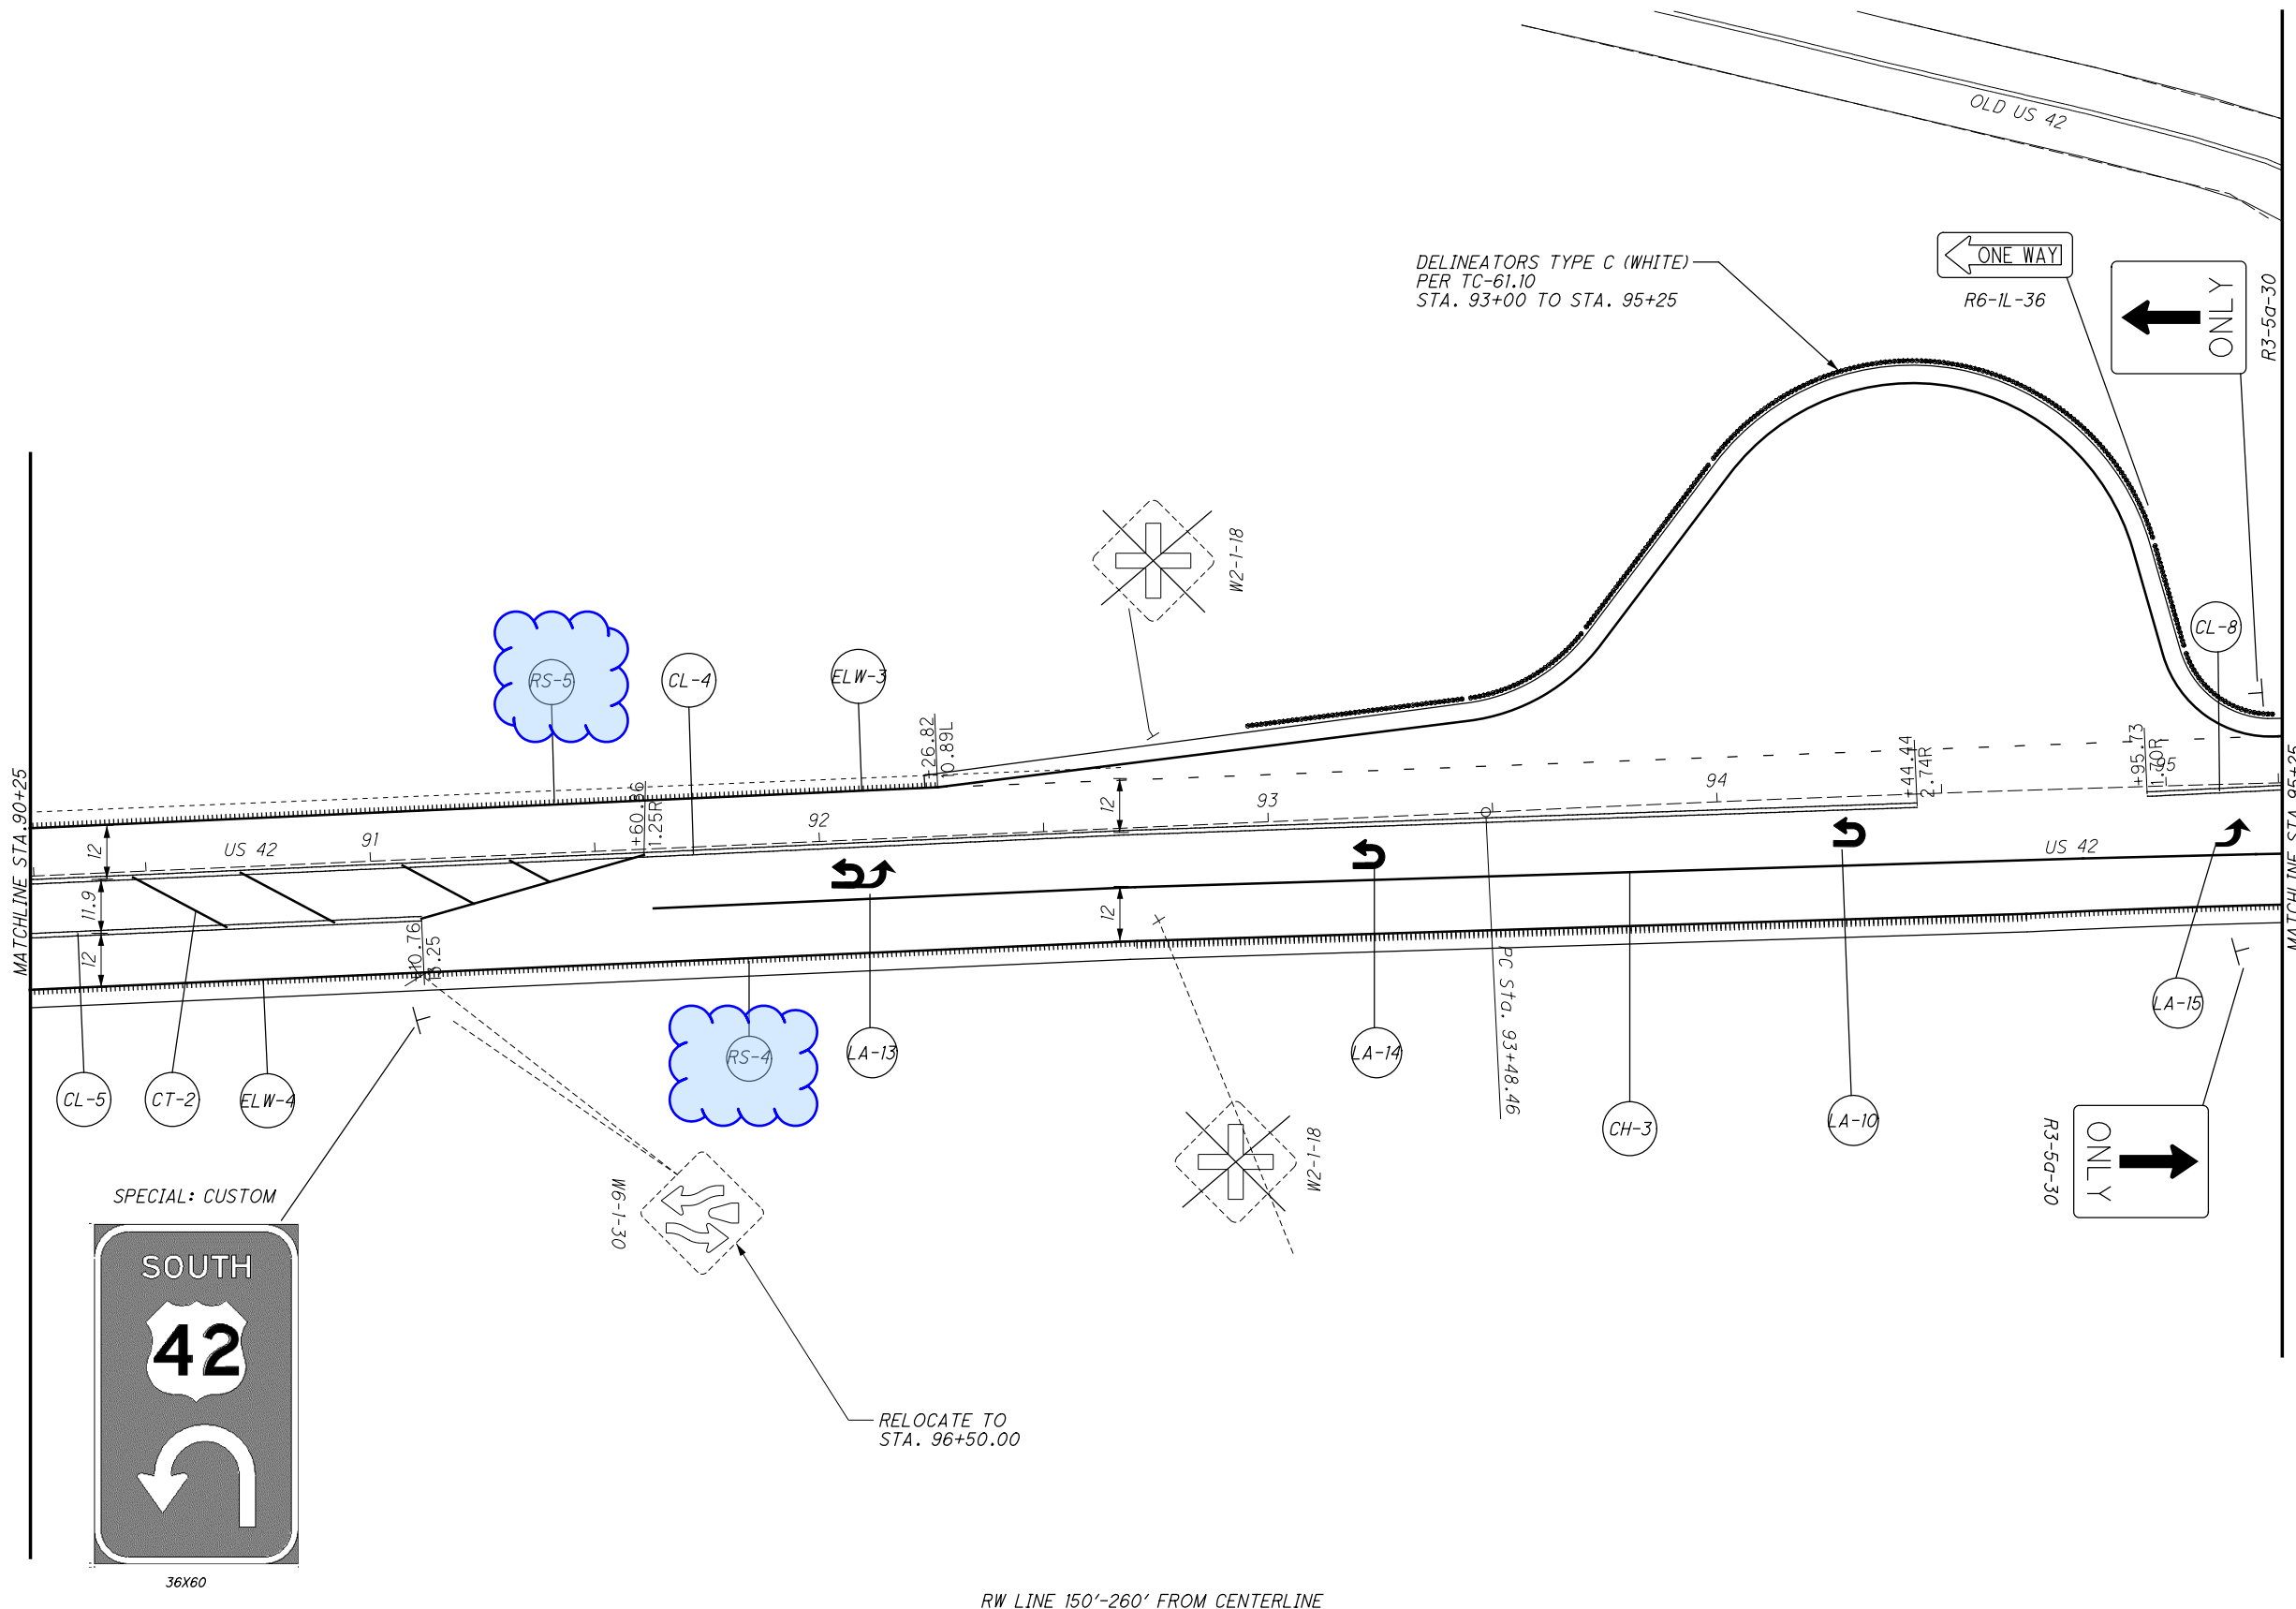 OLD US 42
DELINEATORS TYPE C (WHITE)
PER TC-61.10
STA. 93+00 TO STA. 95+25
ONE WAY
R6-1L-36
ONLY
R3-5a-30
W2-1-18
RS-5
CL-4
ELW-3
CL-8
MATCHLINE STA.90+25
MATCHLINE STA.95+25
+60.86
1.25R
+26.82
10.89L
+44.44
2.74R
+95.73
1.70R
12
11.9
12
US 42
91
92
12
93
94
95
US 42
12
PC Sta. 93+48.46
RS-4
LA-13
LA-14
LA-15
CL-5
CT-2
ELW-4
CH-3
LA-10
W6-1-30
W2-1-18
R3-5a-30
ONLY
SPECIAL: CUSTOM
SOUTH
42
36X60
RELOCATE TO
STA. 96+50.00
RW LINE 150'-260' FROM CENTERLINE